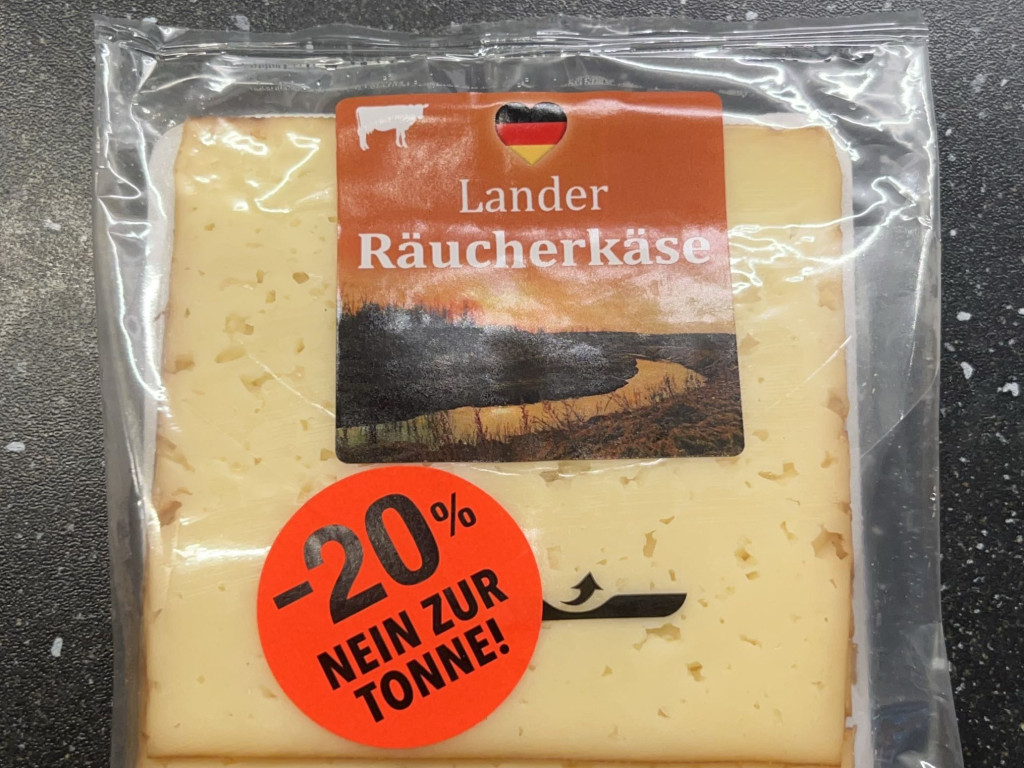 Lander
Räucherkäse
-20%
NEIN ZUR
TONNE!